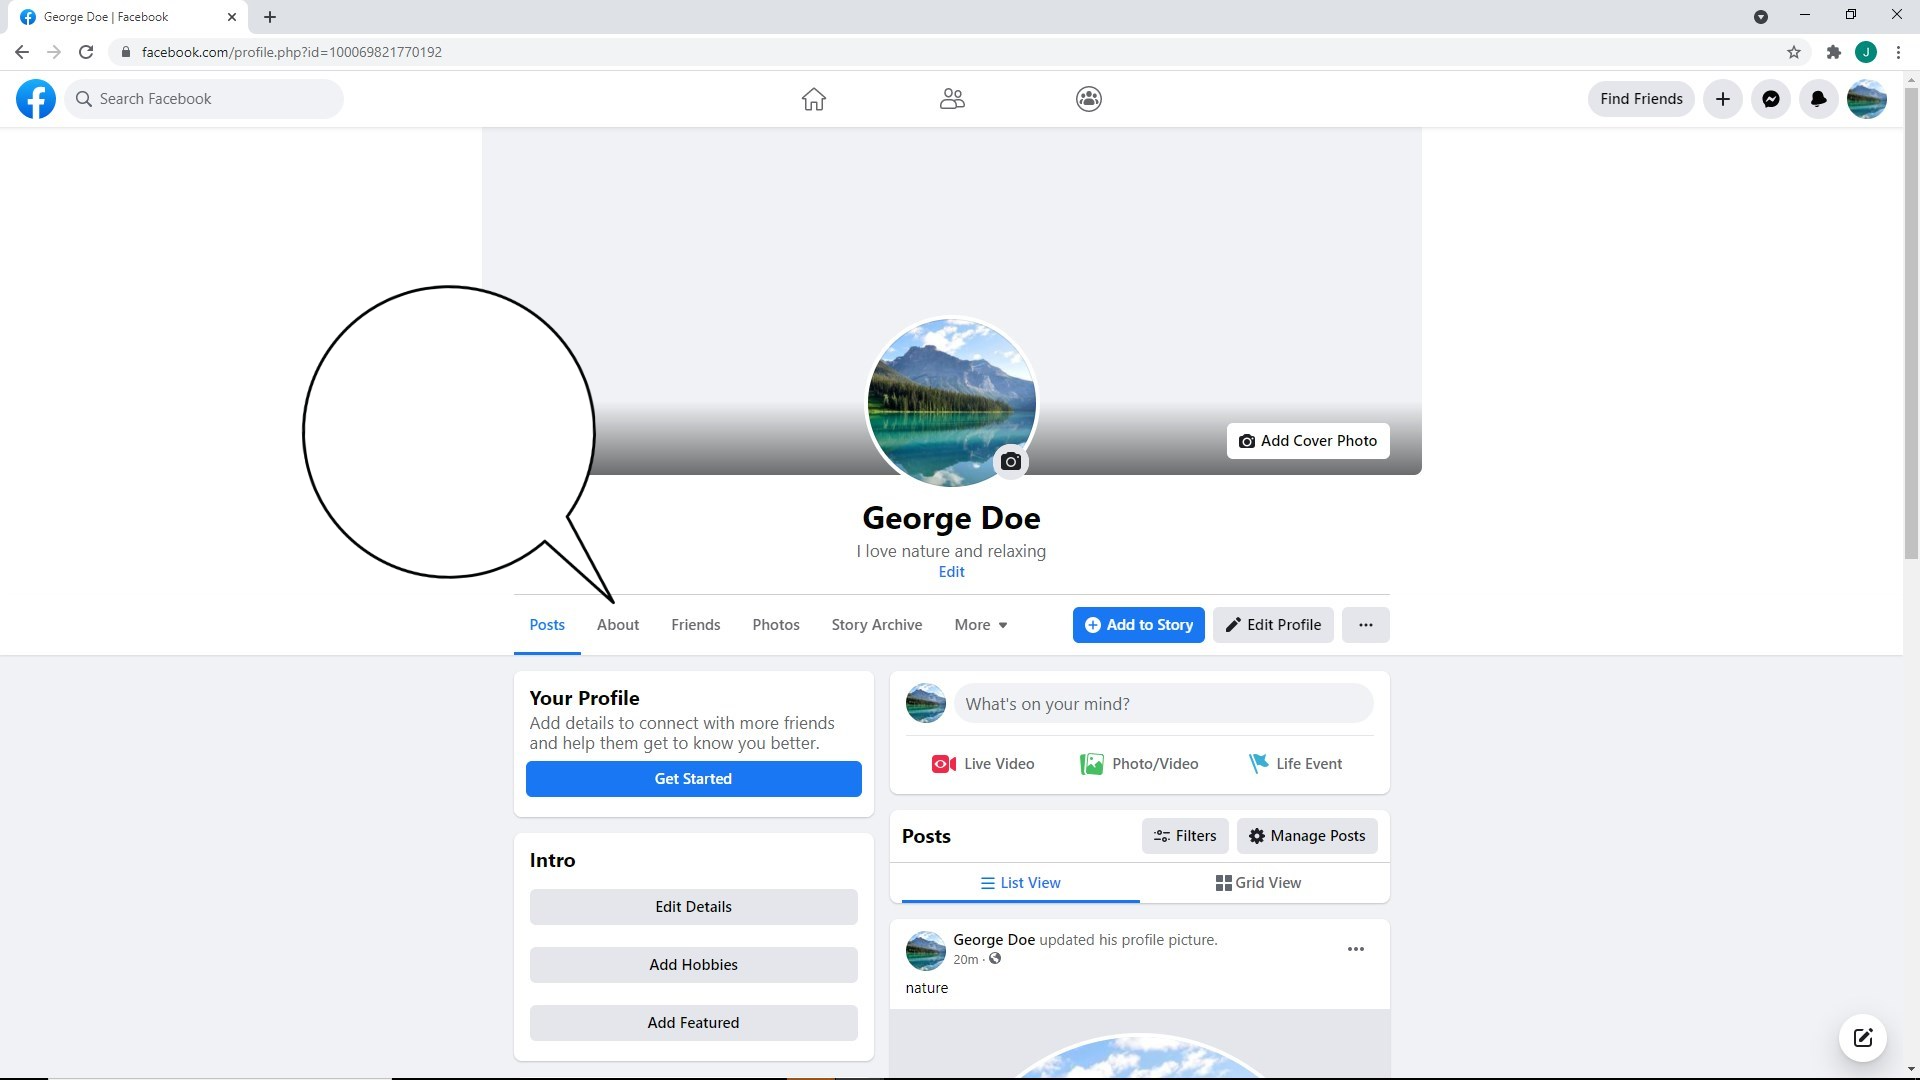 George Doe | Facebook
facebook.com/profile.php?id=100069821770192
J
Search Facebook
Find Friends
Add Cover Photo
George Doe
I love nature and relaxing
Edit
Posts About Friends Photos Story Archive More
Add to Story Edit Profile
Your Profile
Add details to connect with more friends
and help them get to know you better.
Get Started
Intro
Edit Details
Add Hobbies
Add Featured
What's on your mind?
Live Video Photo/Video Life Event
Posts
Filters Manage Posts
List View Grid View
George Doe updated his profile picture.
20m ·
nature